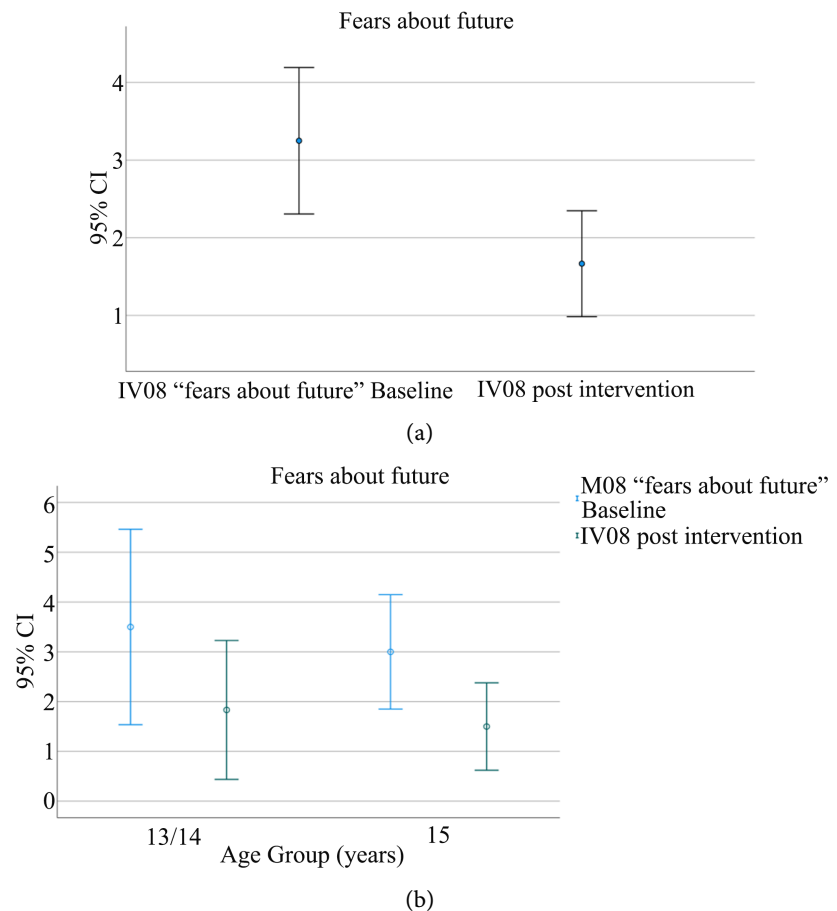 Fears about future
4
3
2
1
95% CI
IV08 “fears about future” Baseline IV08 post intervention
(a)
Fears about future
M08 “fears about future”
Baseline
IV08 post intervention
6
5
4
3
2
1
0
95% CI
13/14 15
Age Group (years)
(b)